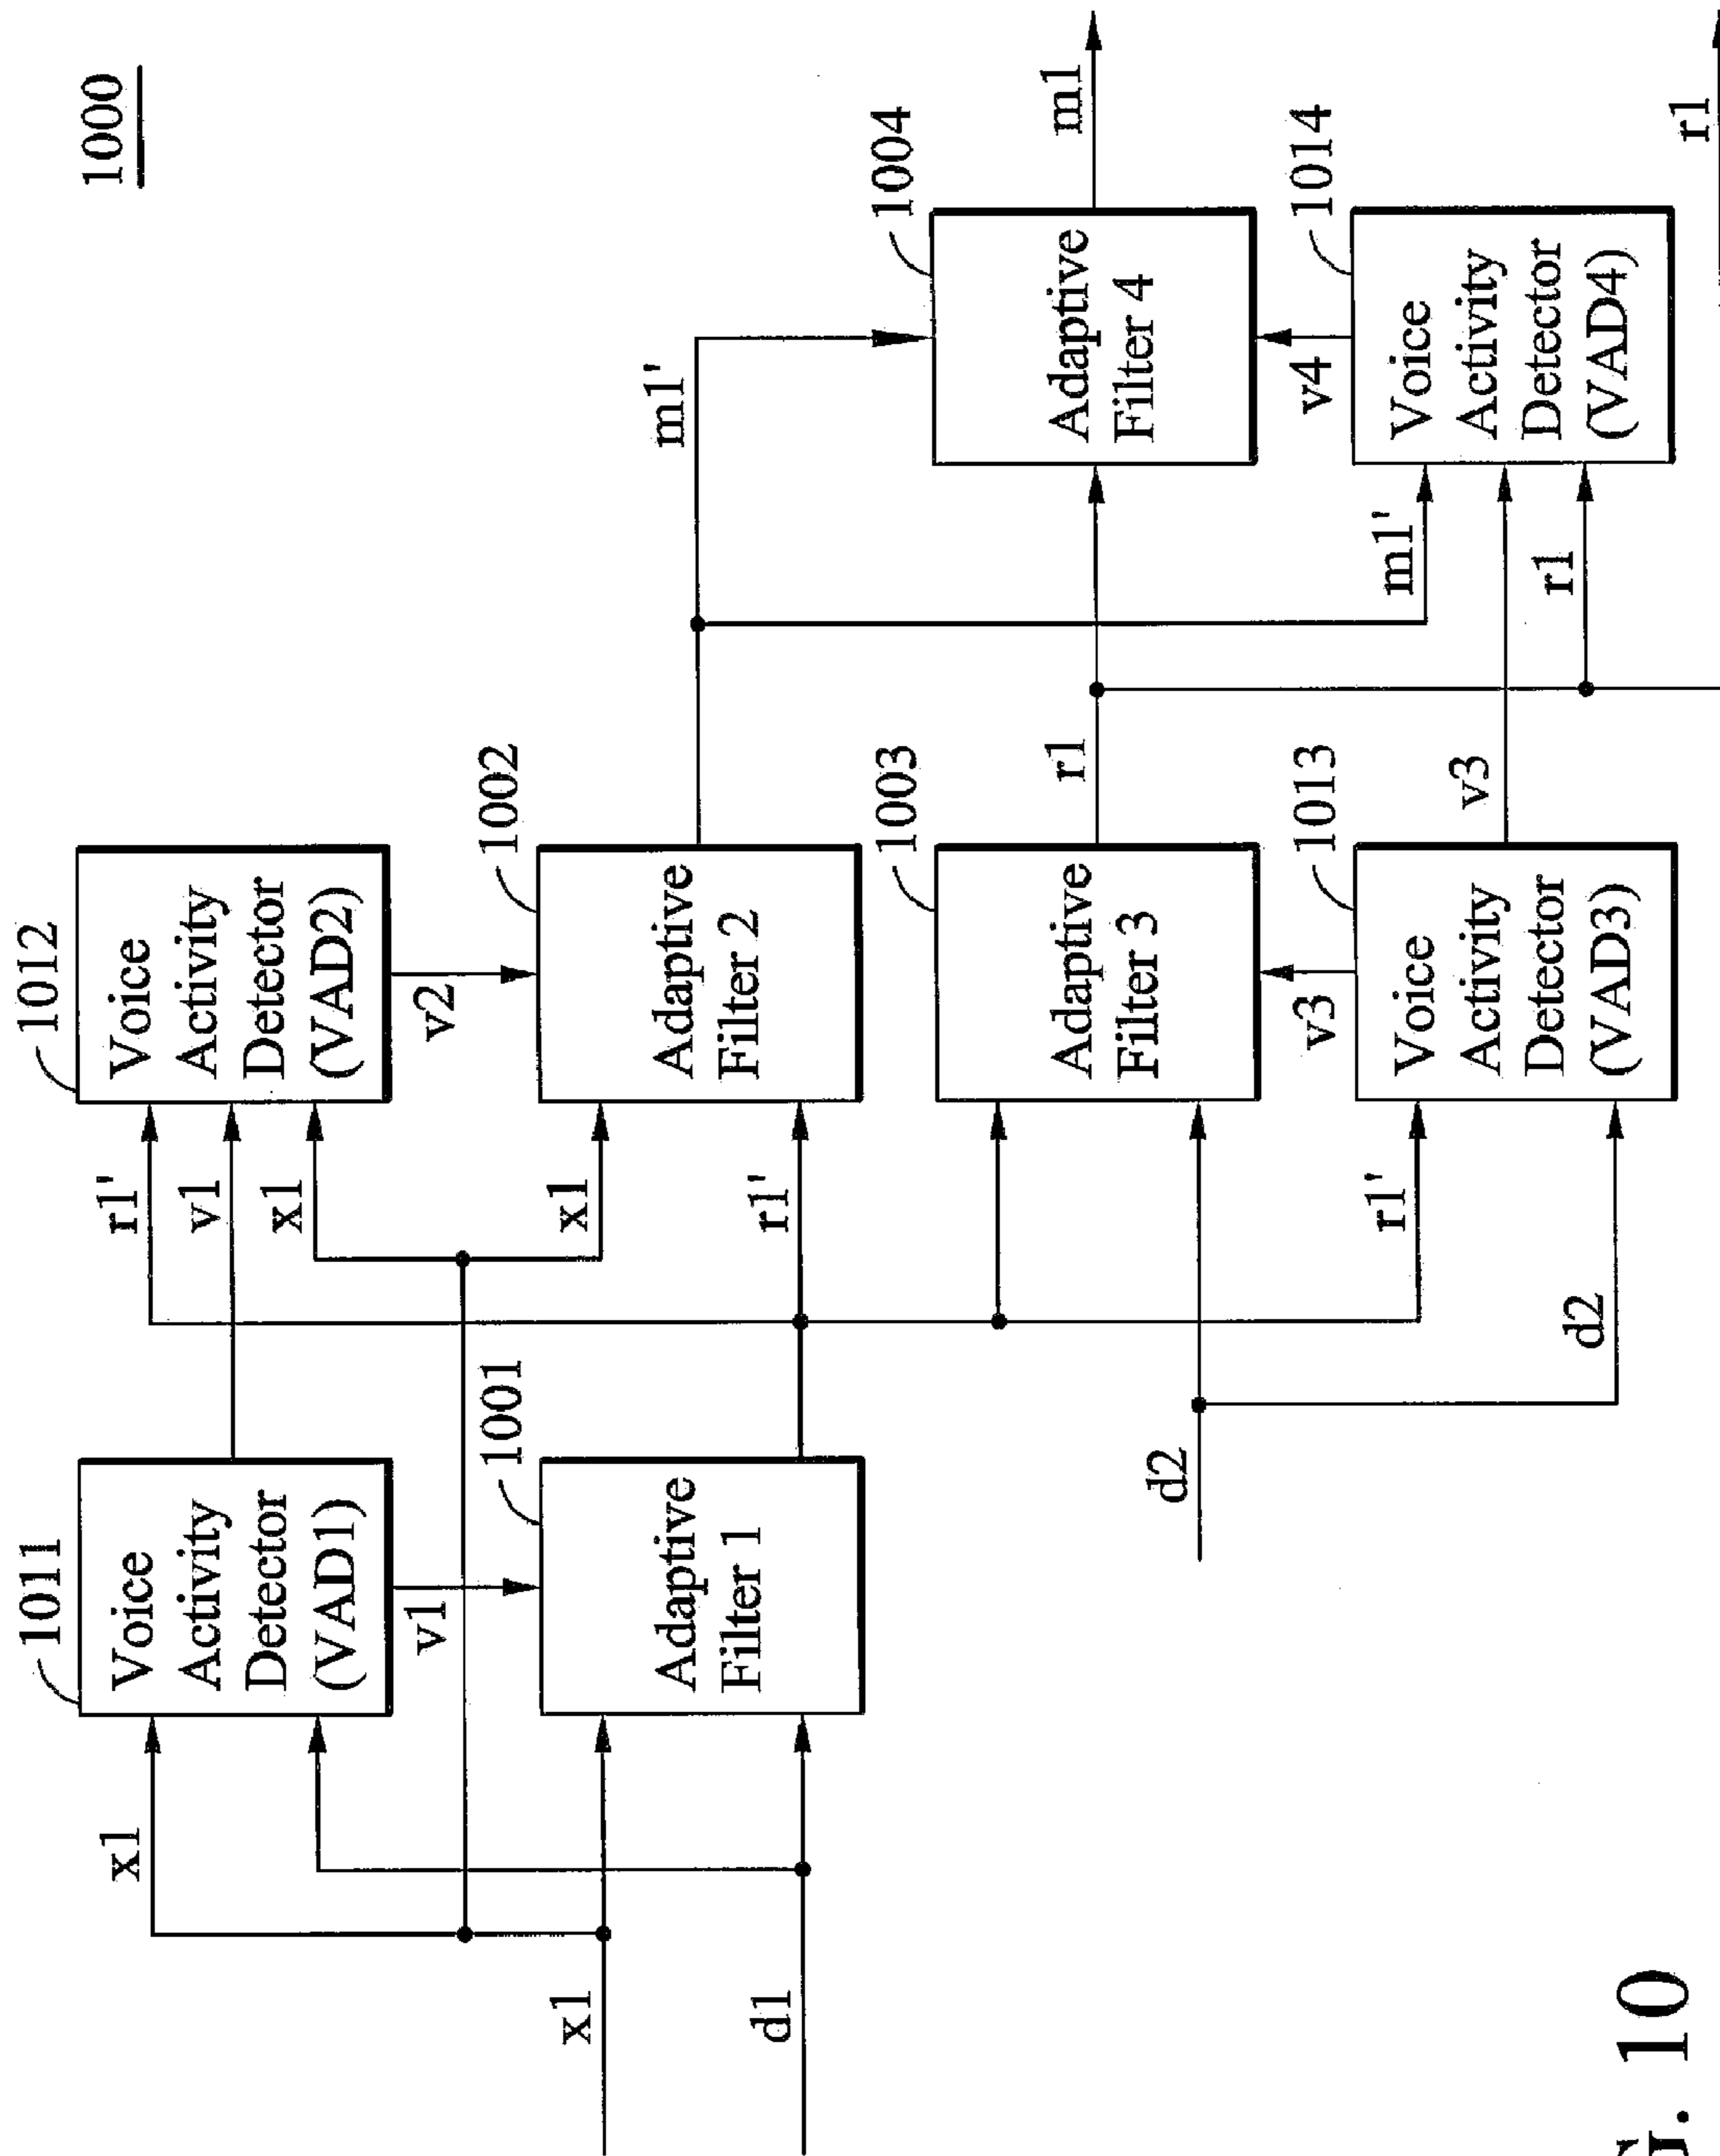 1000
1011
Voice
Activity
Detector
(VAD1)
1012
Voice
Activity
Detector
(VAD2)
x1
v1
r1'
v1
x1
v2
1001
Adaptive
Filter 1
1002
Adaptive
Filter 2
x1
r1'
x1
d1
m1'
1003
Adaptive
Filter 3
r1
1004
Adaptive
Filter 4
m1
d2
v3
v4
1013
Voice
Activity
Detector
(VAD3)
r1'
d2
v3
1014
Voice
Activity
Detector
(VAD4)
m1'
r1
r1
G. 10